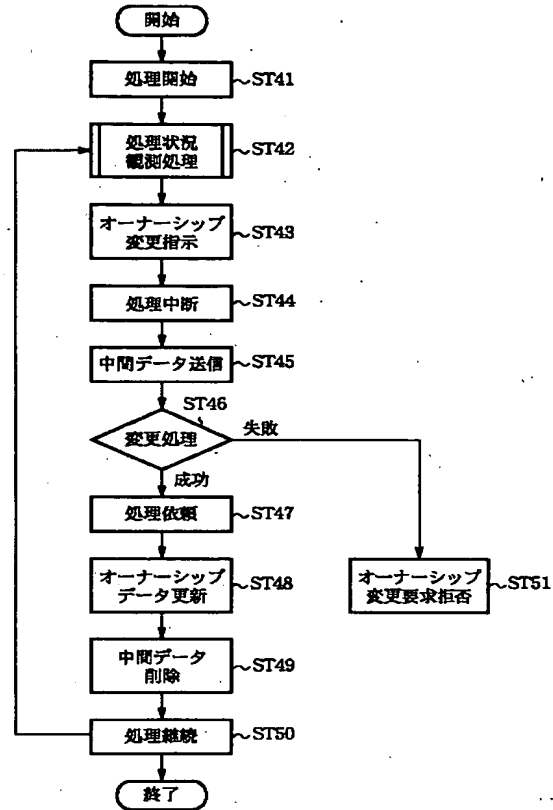 開始
処理開始
ST41
処理状況
観測処理
ST42
オーナーシップ
変更指示
ST43
処理中断
ST44
中間データ送信
ST45
ST46
変更処理
失敗
成功
処理依頼
ST47
オーナーシップ
データ更新
ST48
オーナーシップ
変更要求拒否
ST51
中間データ
削除
ST49
処理継続
ST50
終了